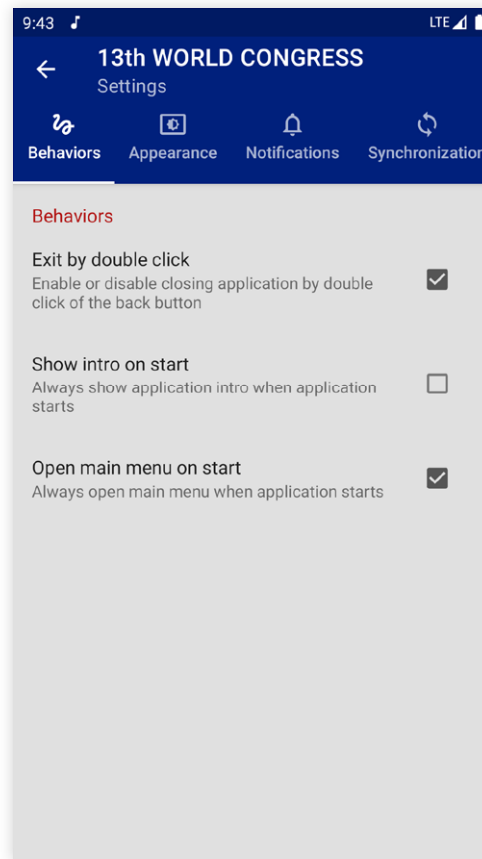 9:43 LTE
13th WORLD CONGRESS
Settings
Behaviors Appearance Notifications Synchronization
Behaviors
Exit by double click
Enable or disable closing application by double
click of the back button
Show intro on start
Always show application intro when application
starts
Open main menu on start
Always open main menu when application starts